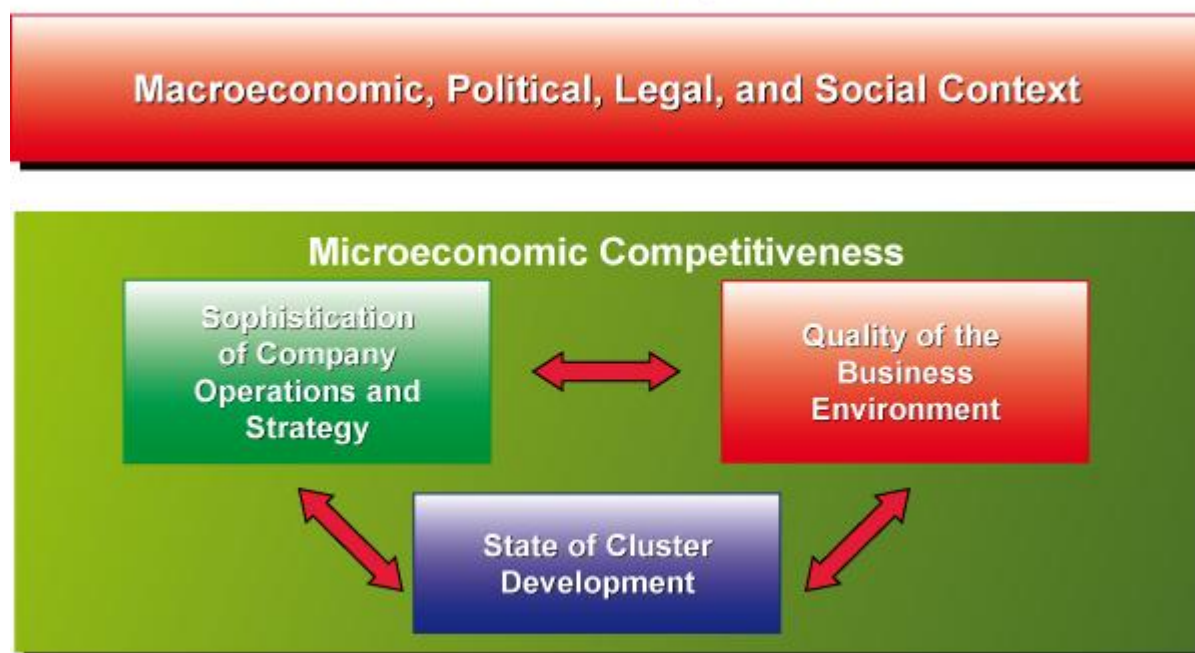 Macroeconomic, Political, Legal, and Social Context
Microeconomic Competitiveness
Sophistication
of Company
Operations and
Strategy
Quality of the
Business
Environment
State of Cluster
Development